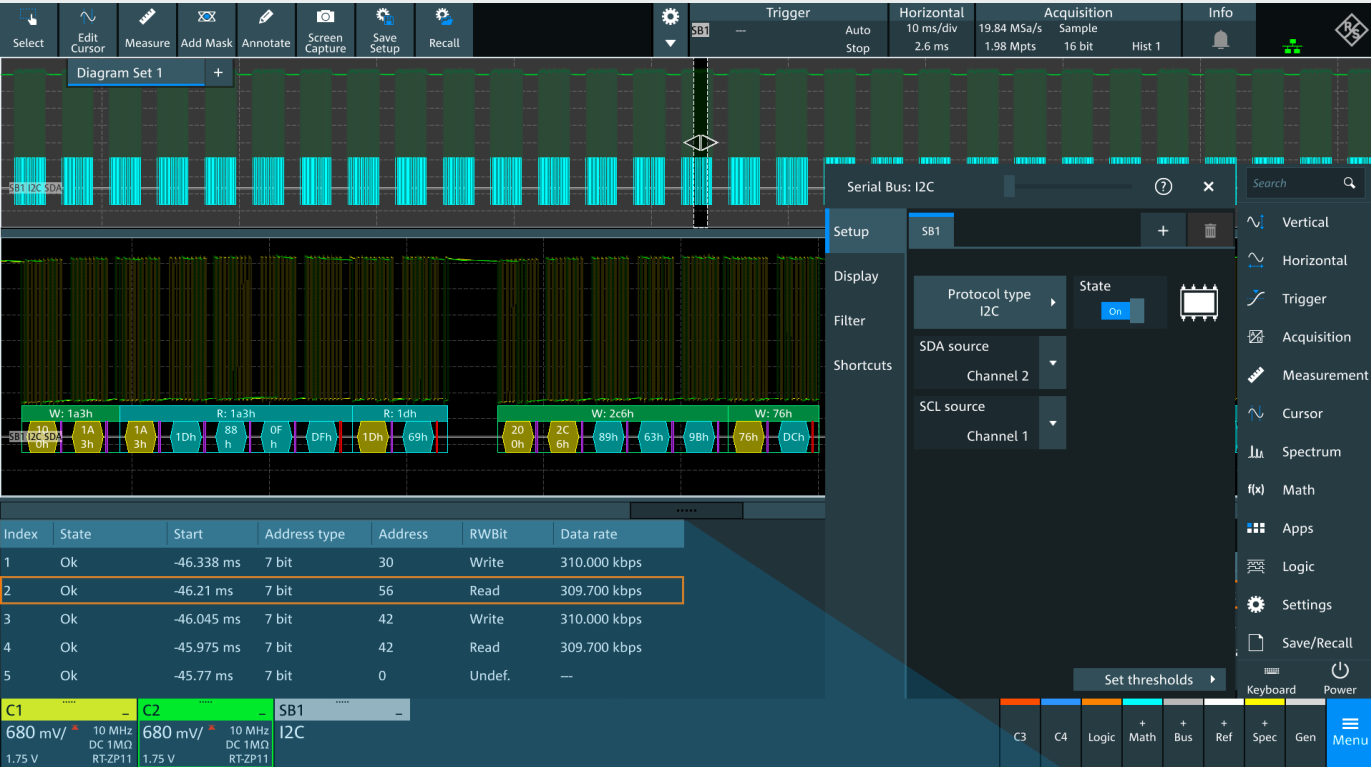 Select
Edit
Cursor
Measure
Add Mask
Annotate
Screen
Capture
Save
Setup
Recall
SB1
Trigger
---
Auto
Stop
Horizontal
10 ms/div
2.6 ms
Acquisition
19.84 MSa/s Sample
1.98 Mpts 16 bit Hist 1
Info
R S
Diagram Set 1 +
SB1 I2C SDA
Serial Bus: I2C
Setup
Display
Filter
Shortcuts
SB1 +
Protocol type
I2C
State
On
SDA source
Channel 2
SCL source
Channel 1
Set thresholds
Search
Vertical
Horizontal
Trigger
Acquisition
Measurement
Cursor
Spectrum
f(x) Math
Apps
Logic
Settings
Save/Recall
Keyboard Power
W: 1a3h R: 1a3h R: 1dh W: 2c6h W: 76h
SB1 I2C SDA
10
0h
1A
3h
1A
3h
1Dh
88
h
0F
h
DFh
1Dh
69h
20
0h
2C
6h
89h
63h
9Bh
76h
DCh
Index State Start Address type Address RWBit Data rate
1 Ok -46.338 ms 7 bit 30 Write 310.000 kbps
2 Ok -46.21 ms 7 bit 56 Read 309.700 kbps
3 Ok -46.045 ms 7 bit 42 Write 310.000 kbps
4 Ok -45.975 ms 7 bit 42 Read 309.700 kbps
5 Ok -45.77 ms 7 bit 0 Undef. ---
C1
680 mV/ 10 MHz
DC 1MΩ
1.75 V RT-ZP11
C2
680 mV/ 10 MHz
DC 1MΩ
1.75 V RT-ZP11
SB1
I2C
C3
C4
Logic
+
Math
+
Bus
+
Ref
+
Spec
Gen
Menu